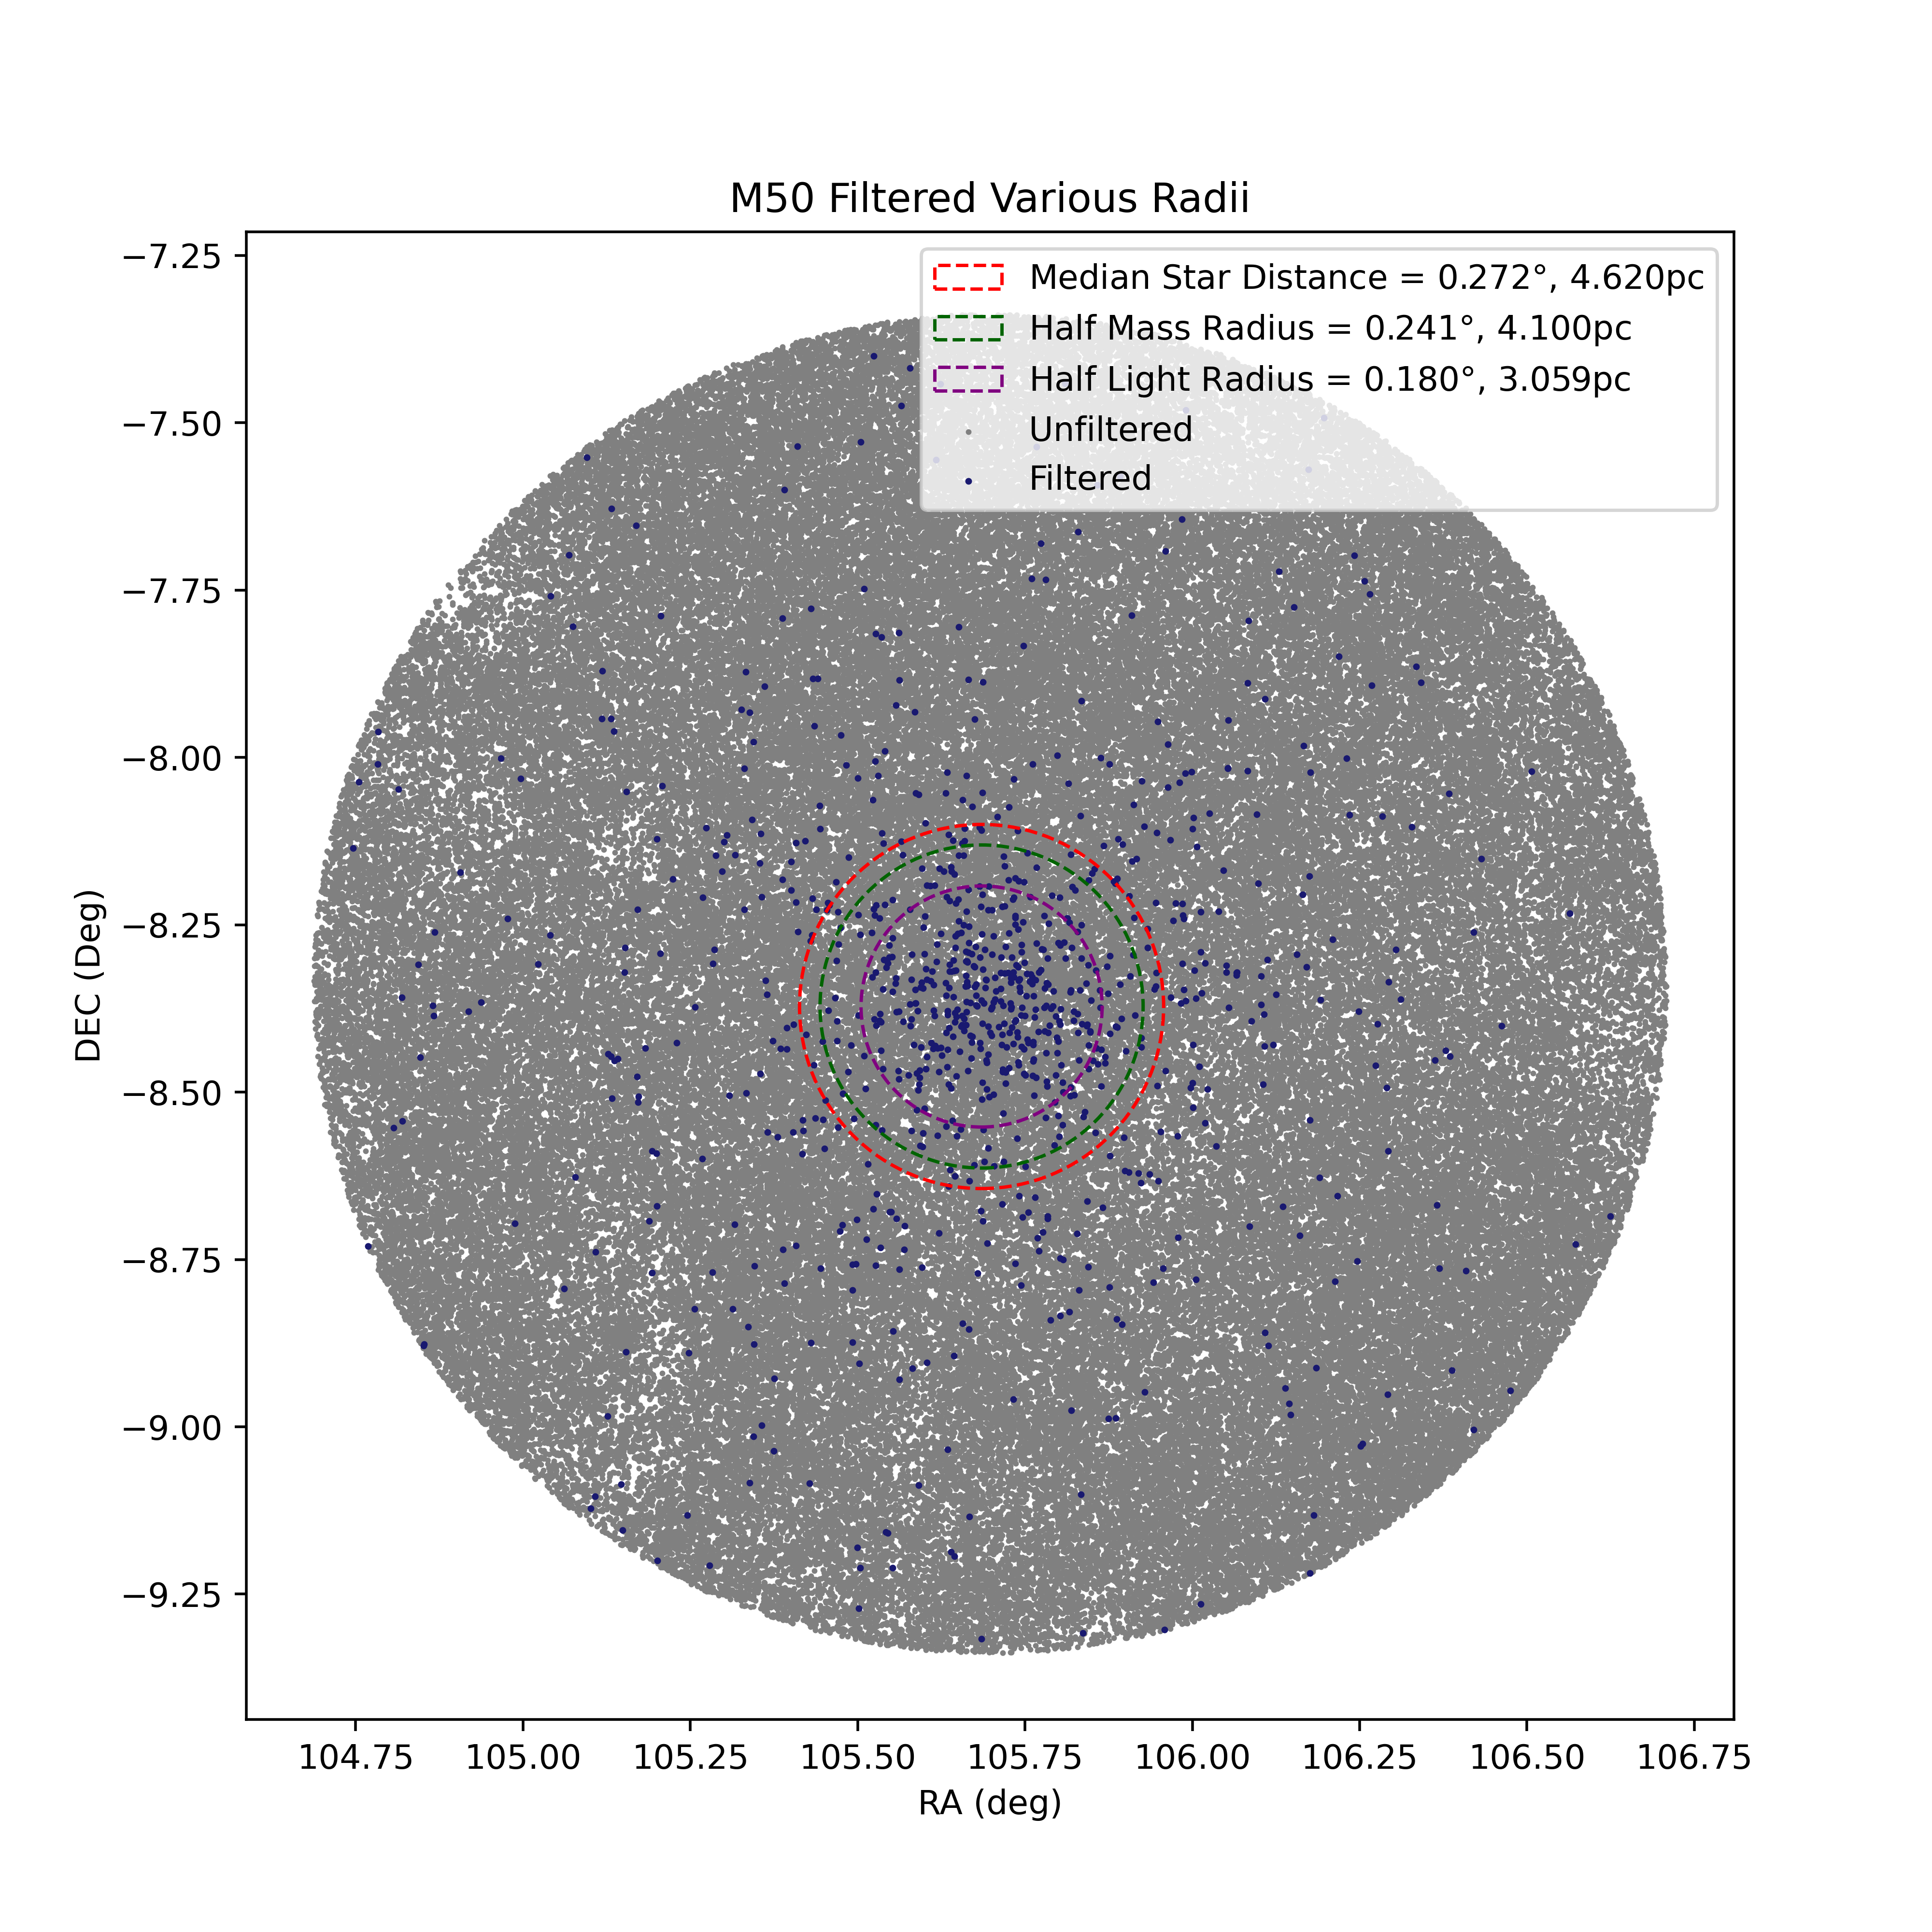 M50 Filtered Various Radii
Median Star Distance = 0.272°, 4.620pc
Half Mass Radius = 0.241°, 4.100pc
Half Light Radius = 0.180°, 3.059pc
Unfiltered
Filtered
−7.25
−7.50
−7.75
−8.00
−8.25
−8.50
−8.75
−9.00
−9.25
DEC (Deg)
104.75 105.00 105.25 105.50 105.75 106.00 106.25 106.50 106.75
RA (deg)